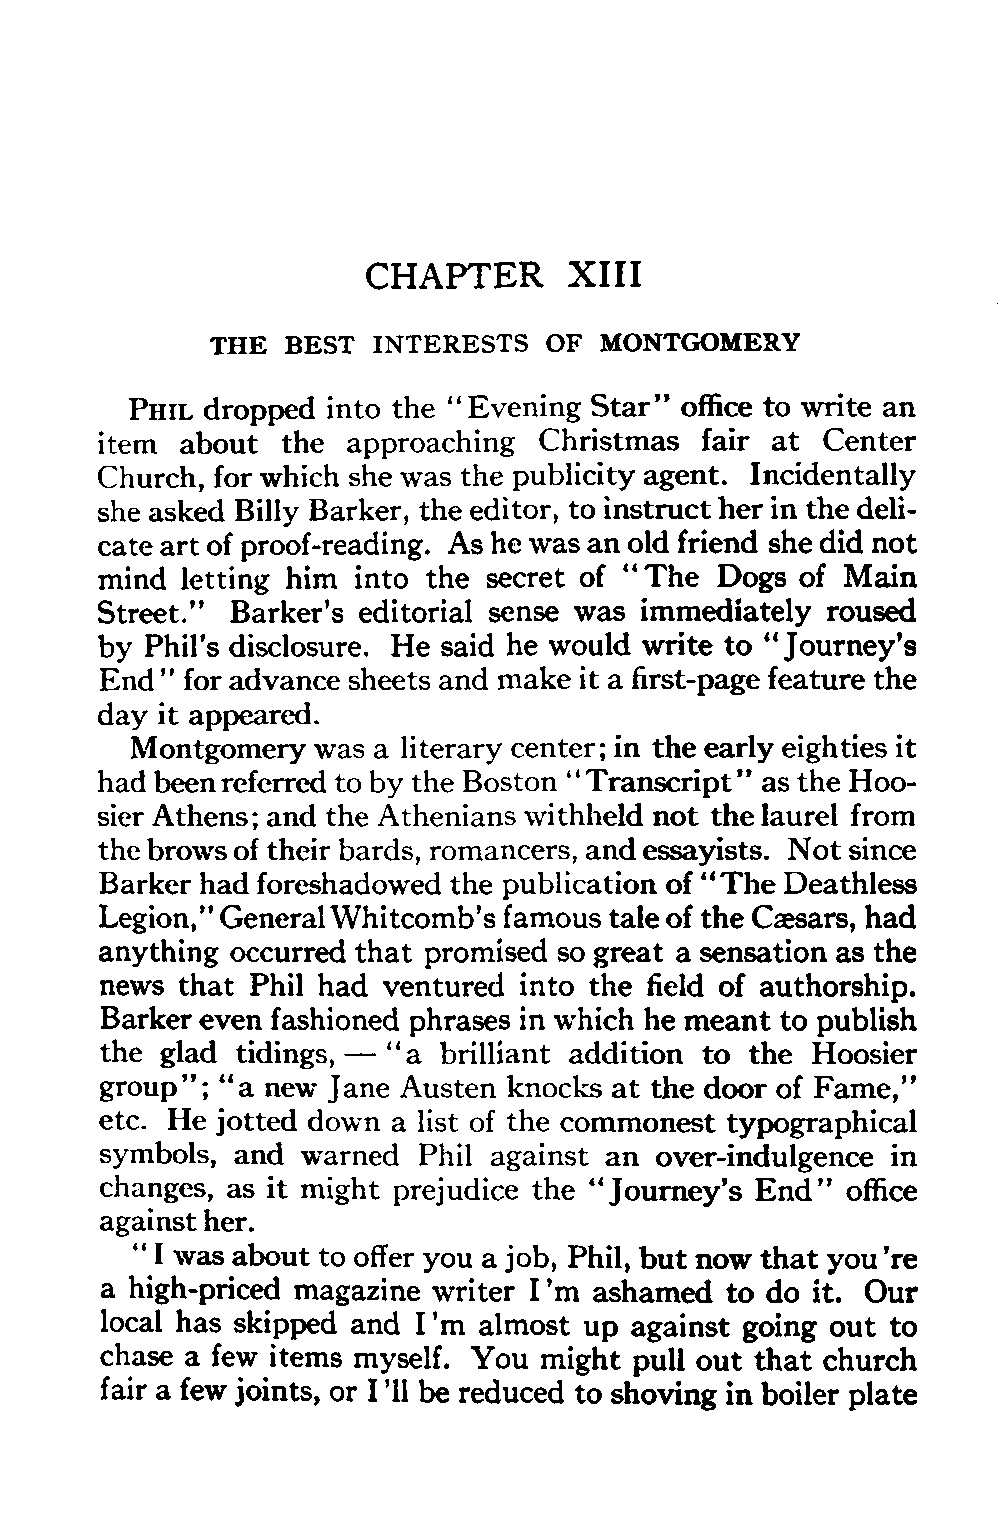 CHAPTER XIII
THE BEST INTERESTS OF MONTGOMERY
PHIL dropped into the "Evening Star" office to write an
item about the approaching Christmas fair at Center
Church, for which she was the publicity agent. Incidentally
she asked Billy Barker, the editor, to instruct her in the deli-
cate art of proof-reading. As he was an old friend she did not
mind letting him into the secret of "The Dogs of Main
Street." Barker's editorial sense was immediately roused
by Phil's disclosure. He said he would write to "Journey's
End" for advance sheets and make it a first-page feature the
day it appeared.
Montgomery was a literary center; in the early eighties it
had been referred to by the Boston "Transcript" as the Hoo-
sier Athens; and the Athenians withheld not the laurel from
the brows of their bards, romancers, and essayists. Not since
Barker had foreshadowed the publication of "The Deathless
Legion," General Whitcomb's famous tale of the Cæsars, had
anything occurred that promised so great a sensation as the
news that Phil had ventured into the field of authorship.
Barker even fashioned phrases in which he meant to publish
the glad tidings, — "a brilliant addition to the Hoosier
group"; "a new Jane Austen knocks at the door of Fame,"
etc. He jotted down a list of the commonest typographical
symbols, and warned Phil against an over-indulgence in
changes, as it might prejudice the "Journey's End" office
against her.
"I was about to offer you a job, Phil, but now that you 're
a high-priced magazine writer I 'm ashamed to do it. Our
local has skipped and I 'm almost up against going out to
chase a few items myself. You might pull out that church
fair a few joints, or I 'll be reduced to shoving in boiler plate